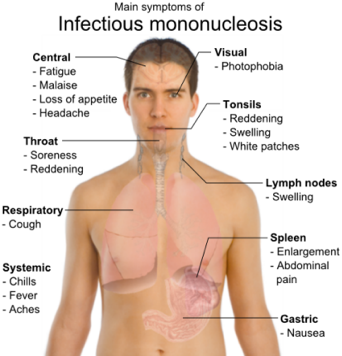 Main symptoms of
Infectious mononucleosis
Central
- Fatigue
- Malaise
- Loss of appetite
- Headache
Visual
- Photophobia
Tonsils
- Reddening
- Swelling
- White patches
Throat
- Soreness
- Reddening
Lymph nodes
- Swelling
Respiratory
- Cough
Spleen
- Enlargement
- Abdominal
pain
Systemic
- Chills
- Fever
- Aches
Gastric
- Nausea